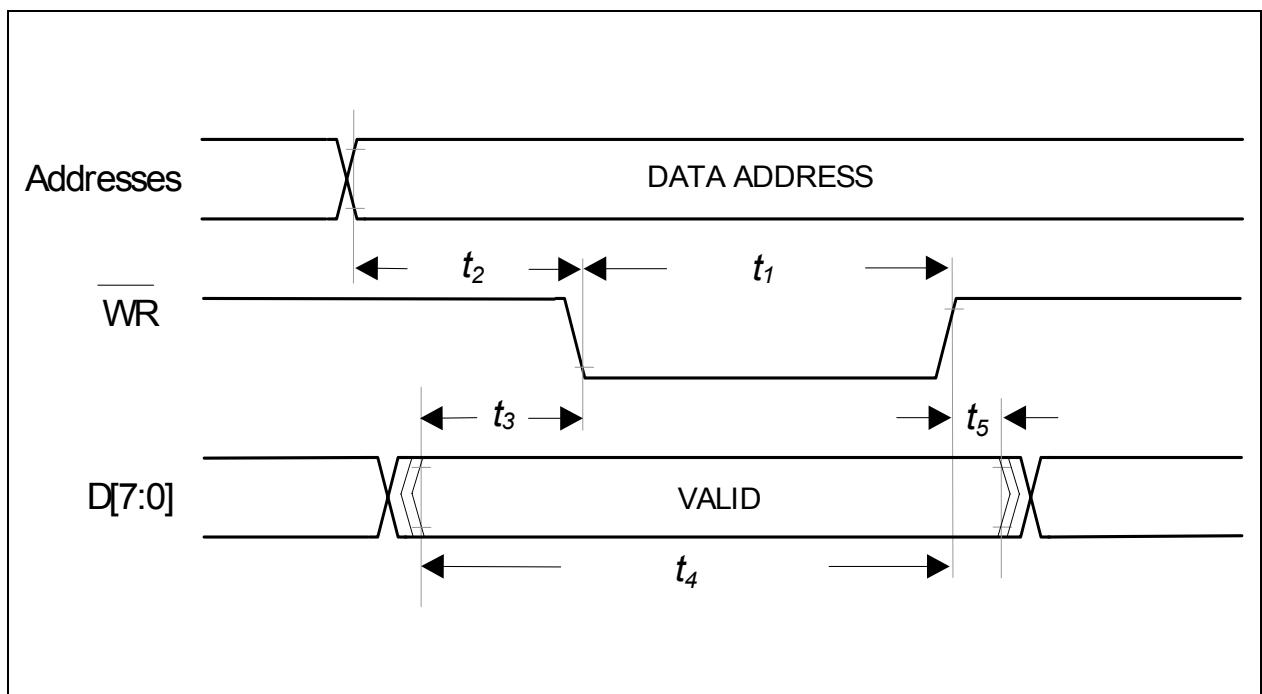 Addresses
DATA ADDRESS
t2
t1
WR
t3
t5
D[7:0]
VALID
t4